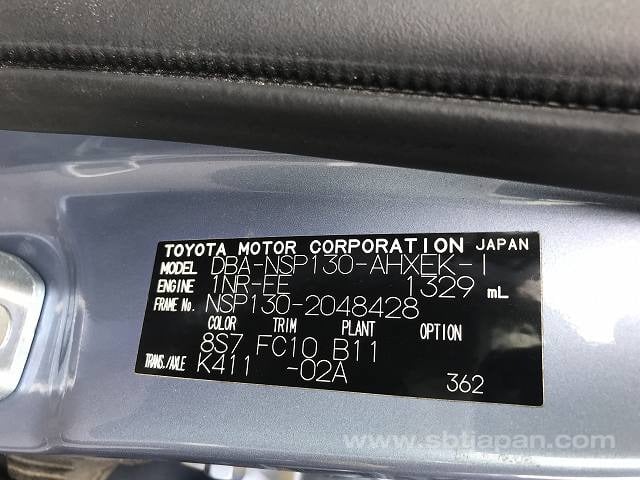 TOYOTA MOTOR CORPORATION JAPAN
MODEL DBA-NSP130-AHXEK-I
ENGINE 1NR-FE 1329 mL
FRAME No. NSP130-2048428
COLOR TRIM PLANT OPTION
8S7 FC10 B11
TRANS./AXLE K411 -02A
362
www.sbtjapan.com